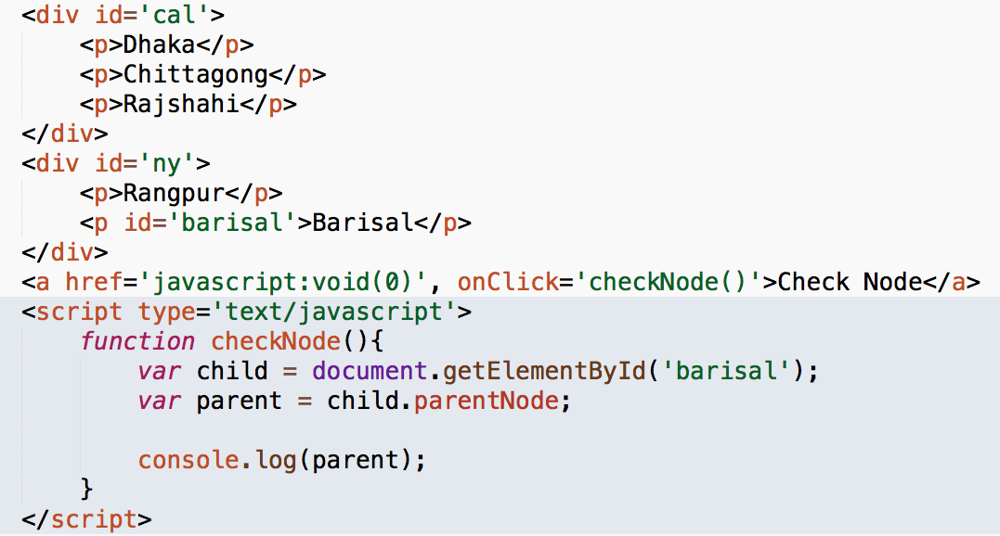 <div id='cal'>
    <p>Dhaka</p>
    <p>Chittagong</p>
    <p>Rajshahi</p>
</div>
<div id='ny'>
    <p>Rangpur</p>
    <p id='barisal'>Barisal</p>
</div>
<a href='javascript:void(0)', onClick='checkNode()'>Check Node</a>
<script type='text/javascript'>
    function checkNode(){
        var child = document.getElementById('barisal');
        var parent = child.parentNode;

        console.log(parent);
    }
</script>